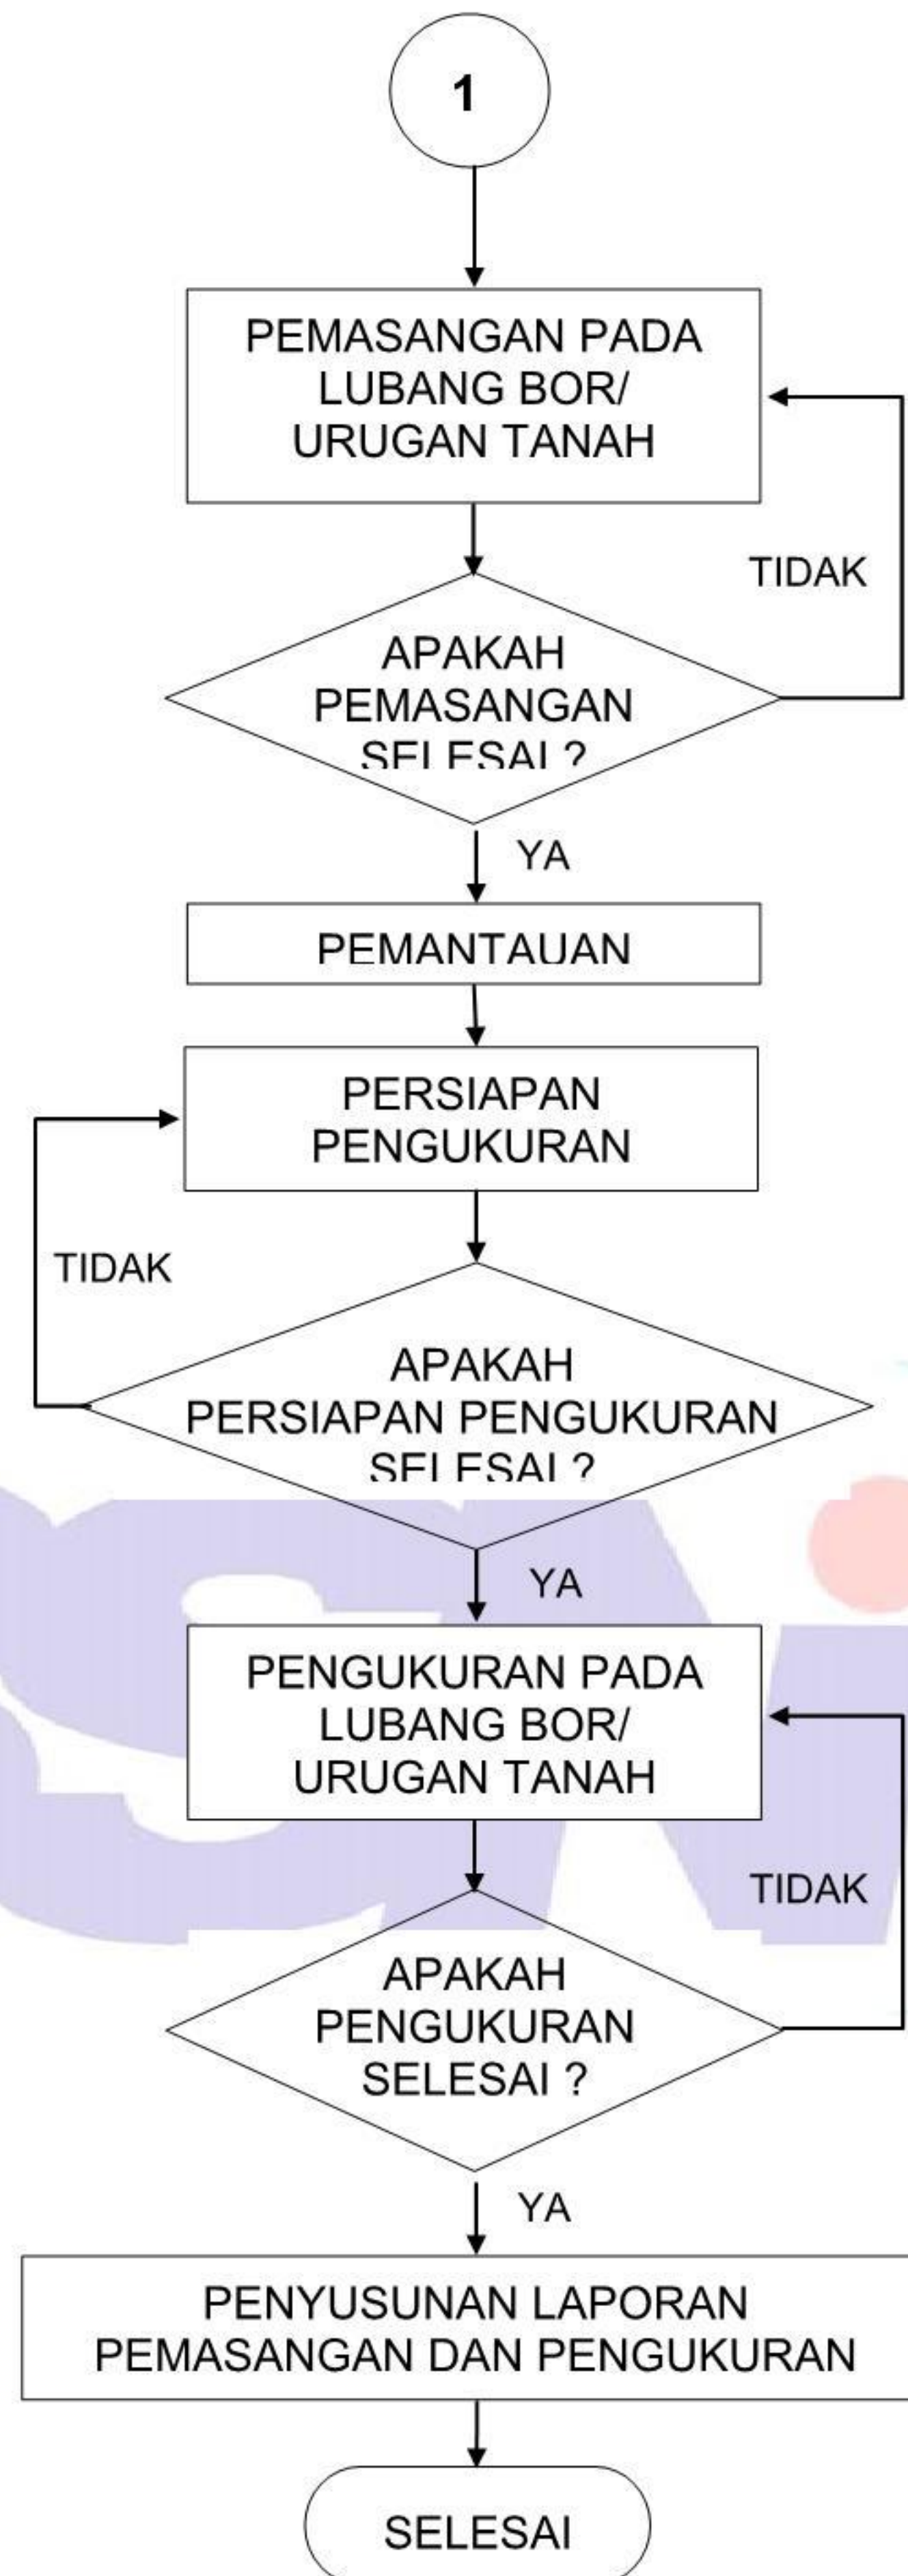 1
PEMASANGAN PADA
LUBANG BOR/
URUGAN TANAH
TIDAK
APAKAH
PEMASANGAN
SELESAI ?
YA
PEMANTAUAN
PERSIAPAN
PENGUKURAN
TIDAK
APAKAH
PERSIAPAN PENGUKURAN
SELESAI ?
YA
PENGUKURAN PADA
LUBANG BOR/
URUGAN TANAH
TIDAK
APAKAH
PENGUKURAN
SELESAI ?
YA
PENYUSUNAN LAPORAN
PEMASANGAN DAN PENGUKURAN
SELESAI